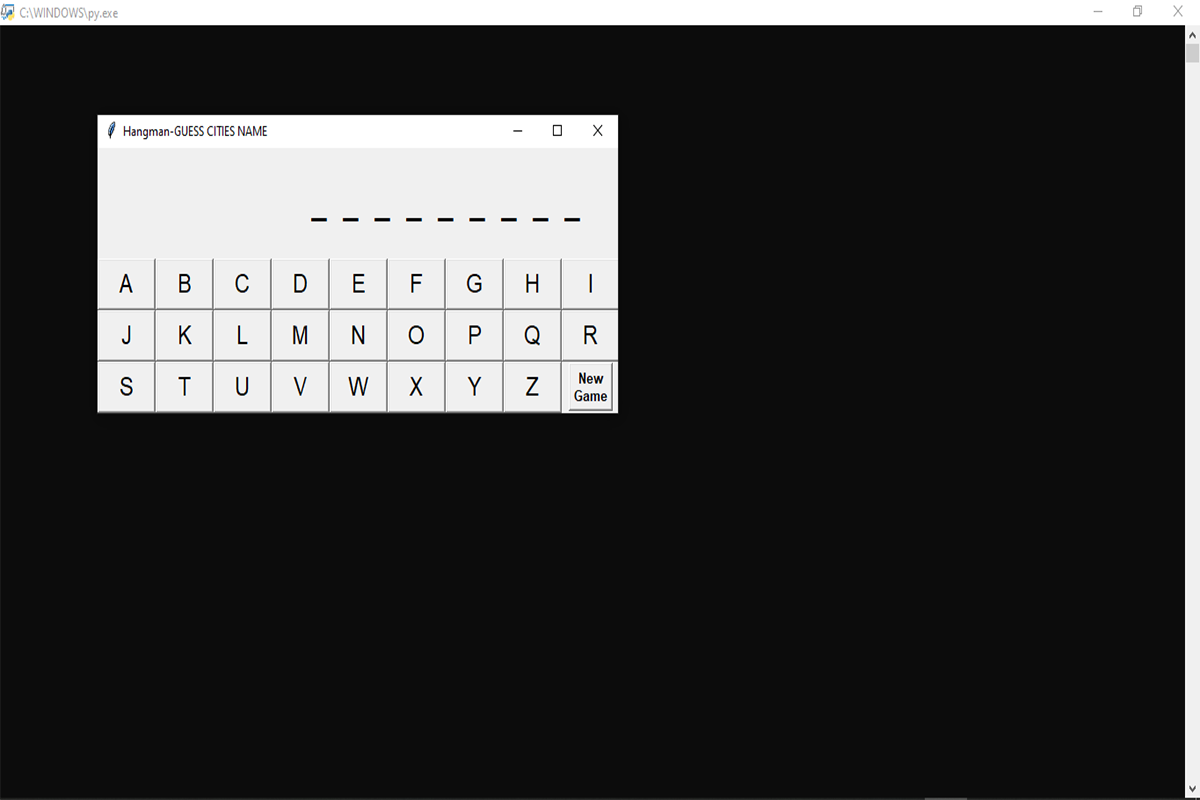 C:\WINDOWS\py.exe
Hangman-GUESS CITIES NAME
_ _ _ _ _ _ _ _ _
A B C D E F G H I
J K L M N O P Q R
S T U V W X Y Z New Game